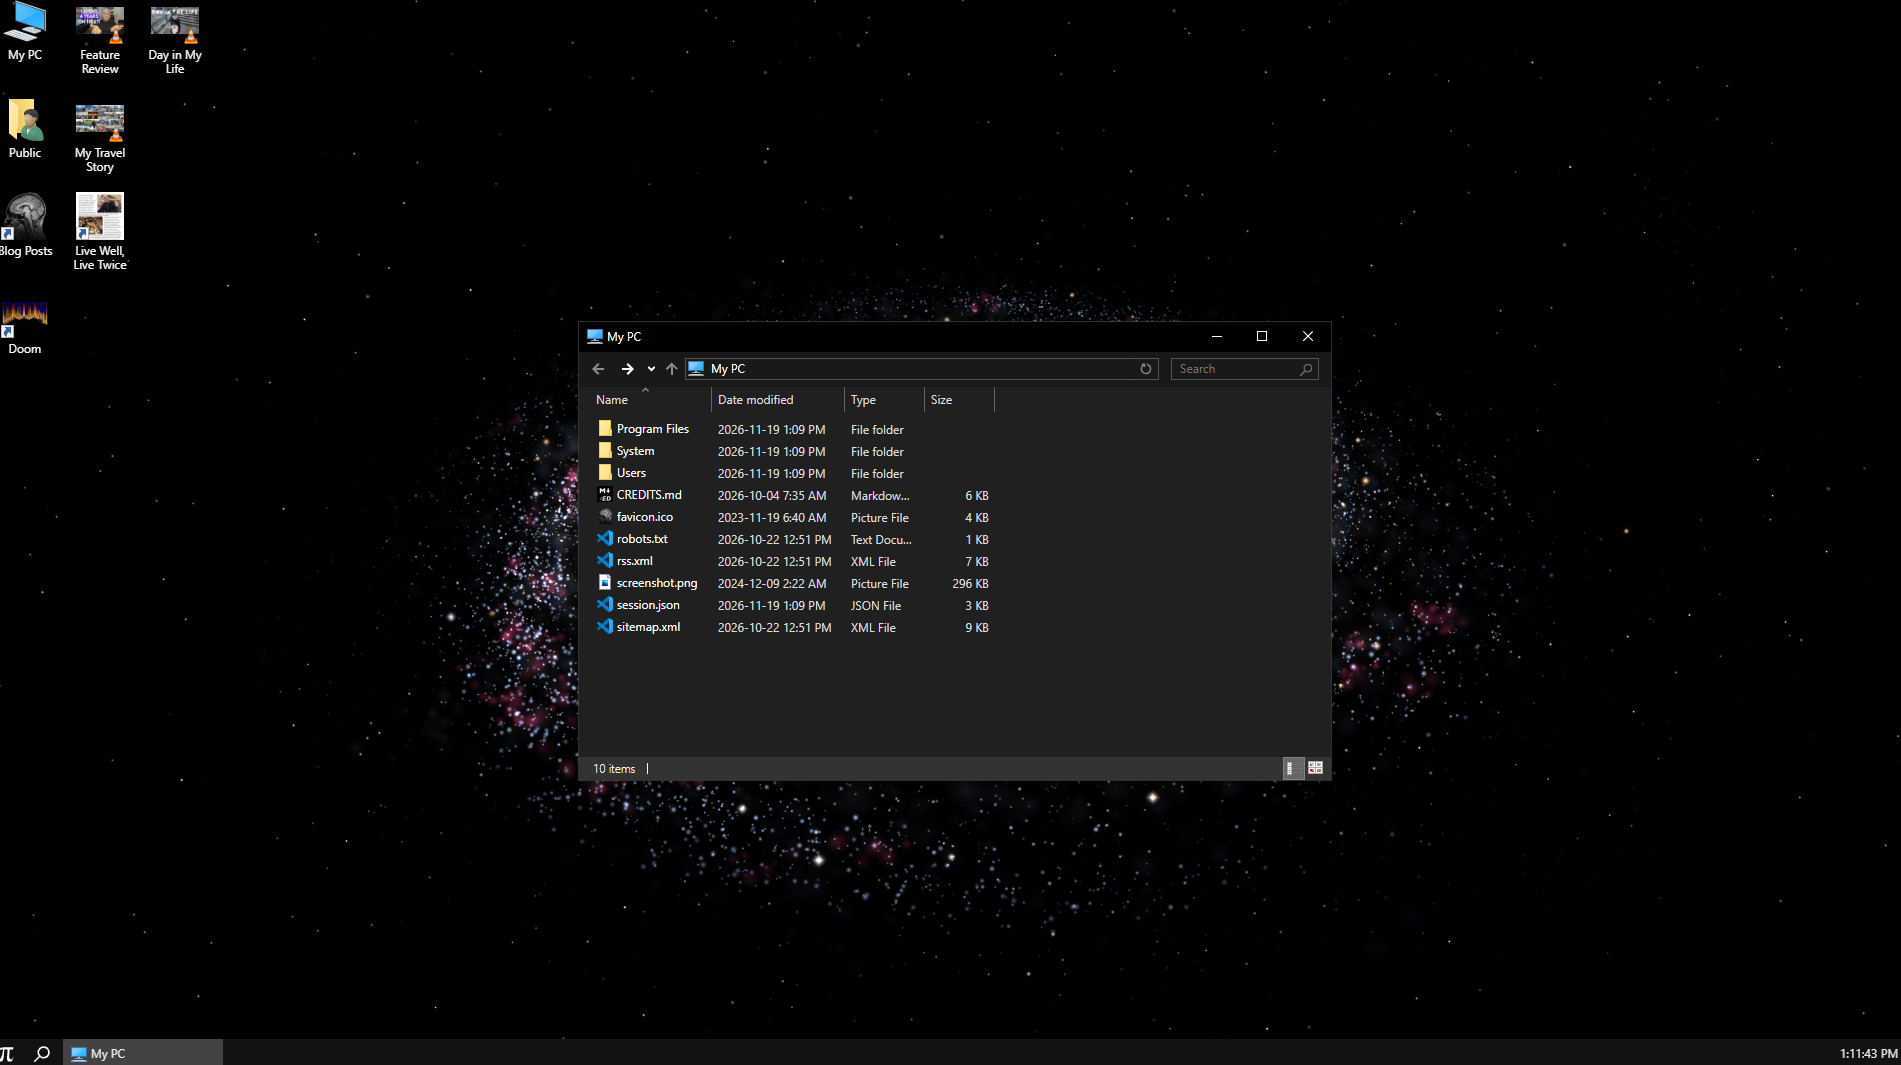 My PC
Feature
Review
Day in My
Life
Public
My Travel
Story
Blog Posts
Live Well,
Live Twice
DOOM
Doom
My PC
My PC
Search
Name
Date modified
Type
Size
Program Files 2026-11-19 1:09 PM File folder
System 2026-11-19 1:09 PM File folder
Users 2026-11-19 1:09 PM File folder
CREDITS.md 2026-10-04 7:35 AM Markdow... 6 KB
favicon.ico 2023-11-19 6:40 AM Picture File 4 KB
robots.txt 2026-10-22 12:51 PM Text Docu... 1 KB
rss.xml 2026-10-22 12:51 PM XML File 7 KB
screenshot.png 2024-12-09 2:22 AM Picture File 296 KB
session.json 2026-11-19 1:09 PM JSON File 3 KB
sitemap.xml 2026-10-22 12:51 PM XML File 9 KB
10 items
My PC
1:11:43 PM